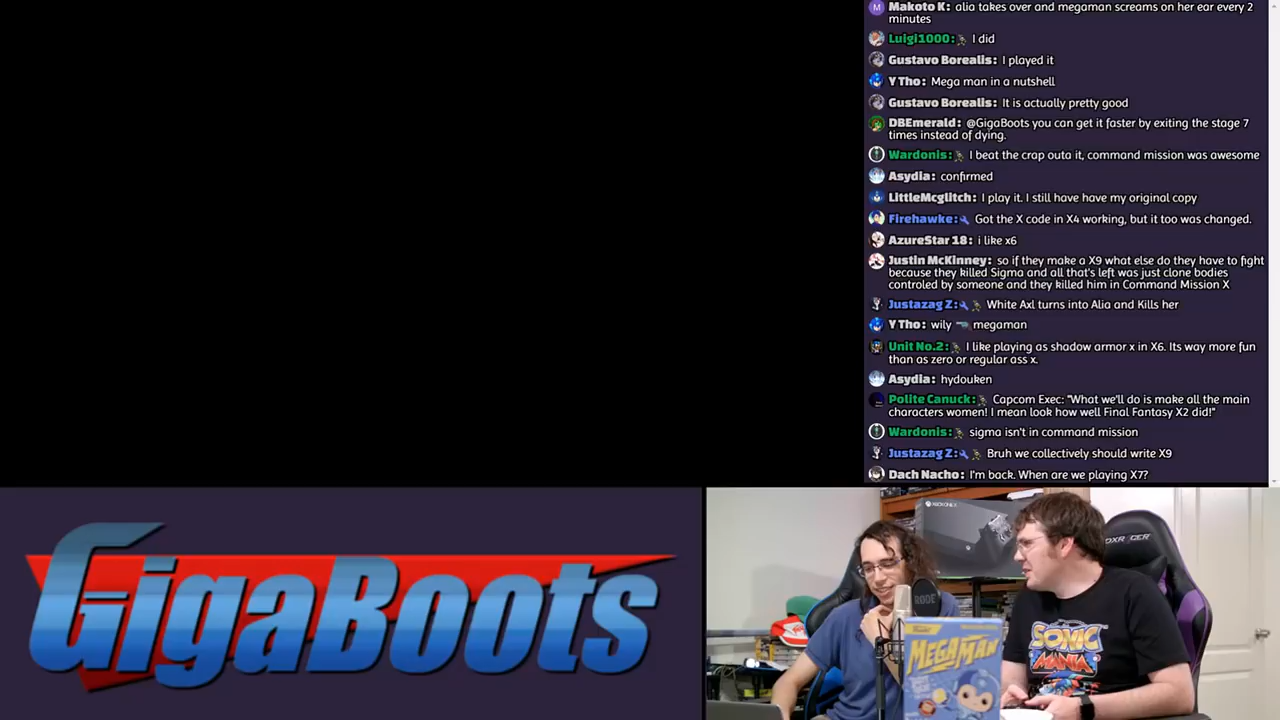 Makoto K: alia takes over and megaman screams on her ear every 2
minutes
Luigi1000: I did
Gustavo Borealis: I played it
Y Tho: Mega man in a nutshell
Gustavo Borealis: It is actually pretty good
DBEmerald: @GigaBoots you can get it faster by exiting the stage 7
times instead of dying.
Wardonis: I beat the crap outa it, command mission was awesome
Asydia: confirmed
LittleMcglitch: I play it. I still have have my original copy
Firehawke: Got the X code in X4 working, but it too was changed.
AzureStar 18: i like x6
Justin McKinney: so if they make a X9 what else do they have to fight
because they killed Sigma and all that's left was just clone bodies
controled by someone and they killed him in Command Mission X
Justazag Z: White Axl turns into Alia and Kills her
Y Tho: wily megaman
Unit No.2: I like playing as shadow armor x in X6. Its way more fun
than as zero or regular ass x.
Asydia: hydouken
Polite Canuck: Capcom Exec: "What we'll do is make all the main
characters women! I mean look how well Final Fantasy X2 did!"
Wardonis: sigma isn't in command mission
Justazag Z: Bruh we collectively should write X9
Dach Nacho: I'm back. When are we playing X7?
GigaBoots
XBOX ONE X
RODE
MEGAMAN
SONIC
MANIA